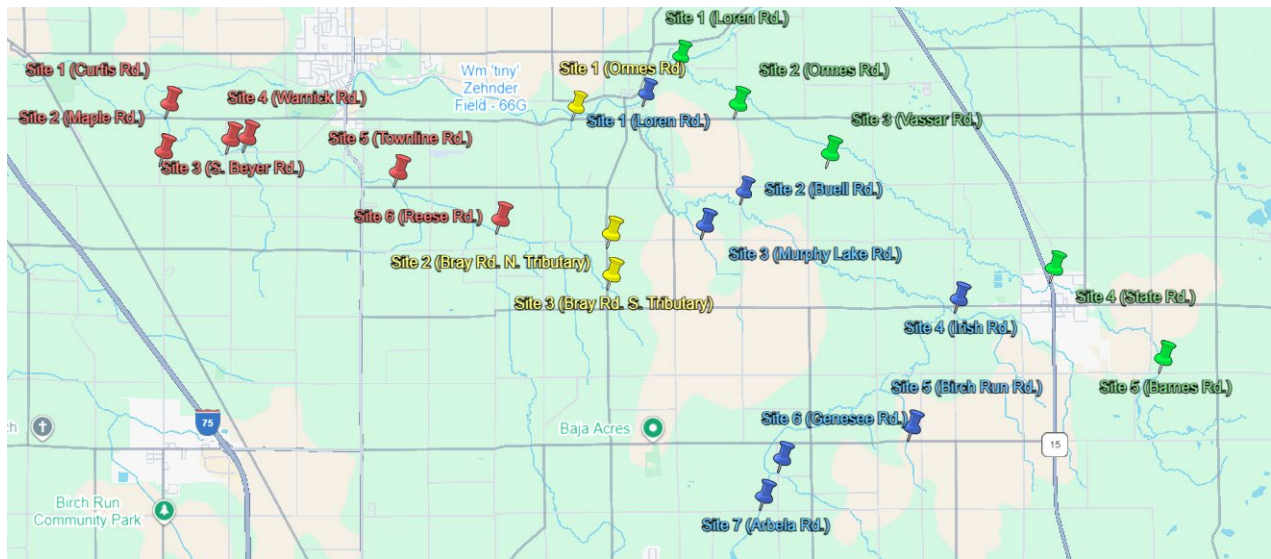 Site 1 (Loren Rd.)
Site 1 (Curtis Rd.)
Wm 'tiny'
Zehnder
Field - 66G
Site 1 (Ormes Rd)
Site 2 (Ormes Rd.)
Site 4 (Warnick Rd.)
Site 2 (Maple Rd.)
Site 1 (Loren Rd.)
Site 3 (Vassar Rd.)
Site 5 (Townline Rd.)
Site 3 (S. Beyer Rd.)
Site 2 (Buell Rd.)
Site 6 (Reese Rd.)
Site 3 (Murphy Lake Rd.)
Site 2 (Bray Rd. N. Tributary)
Site 3 (Bray Rd. S. Tributary)
Site 4 (State Rd.)
Site 4 (Irish Rd.)
Site 5 (Birch Run Rd.)
Site 5 (Barnes Rd.)
Site 6 (Genesee Rd.)
75
ch
Baja Acres
15
Birch Run
Community Park
Site 7 (Arbela Rd.)